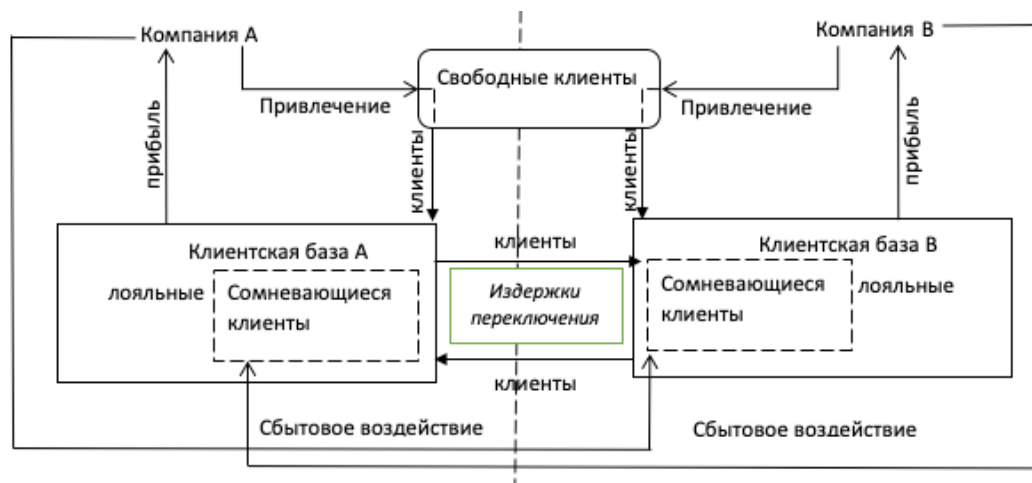 Компания А
Компания В
Свободные клиенты
Привлечение
Привлечение
прибыль
клиенты
клиенты
прибыль
Клиентская база А
клиенты
Клиентская база В
лояльные
Сомневающиеся
клиенты
Издержки
переключения
Сомневающиеся
клиенты
лояльные
клиенты
Сбытовое воздействие
Сбытовое воздействие